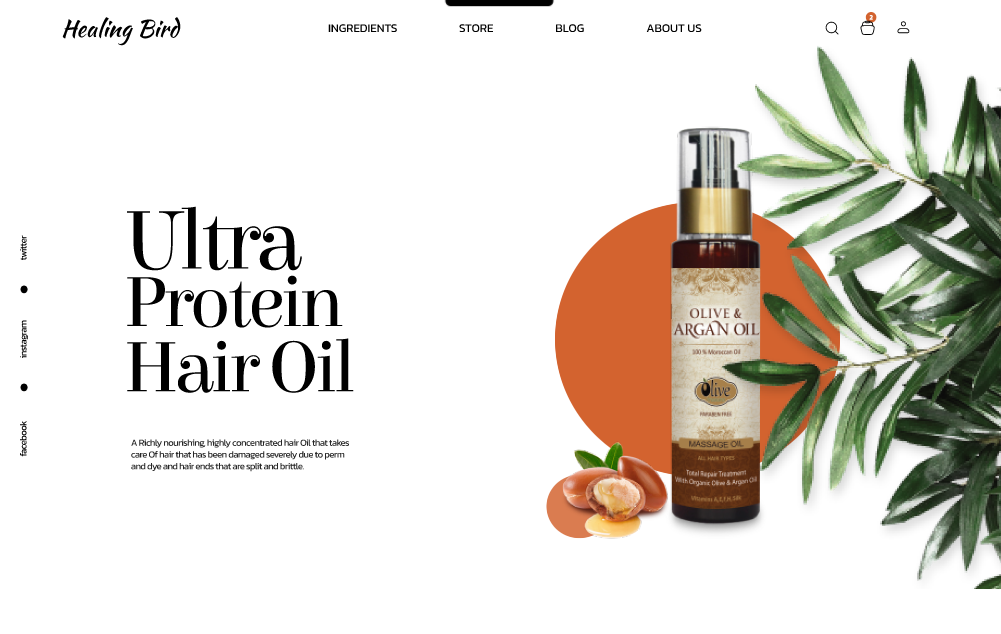 Healing Bird
INGREDIENTS
STORE
BLOG
ABOUT US
2
twitter
instagram
facebook
Ultra
Protein
Hair Oil
A Richly nourishing, highly concentrated hair Oil that takes
care Of hair that has been damaged severely due to perm
and dye and hair ends that are split and brittle.
OLIVE &
ARGAN OIL
100 % Moroccan Oil
Olive
PARABEN FREE
MASSAGE OIL
ALL HAIR TYPES
Total Repair Treatment
With Organic Olive & Argan Oil